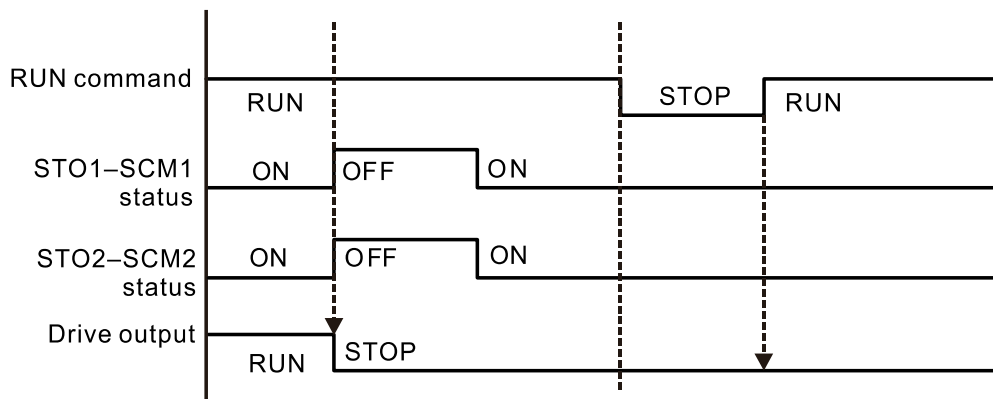 RUN command
RUN
STOP
RUN
STO1–SCM1
status
ON
OFF
ON
STO2–SCM2
status
ON
OFF
ON
Drive output
RUN
STOP